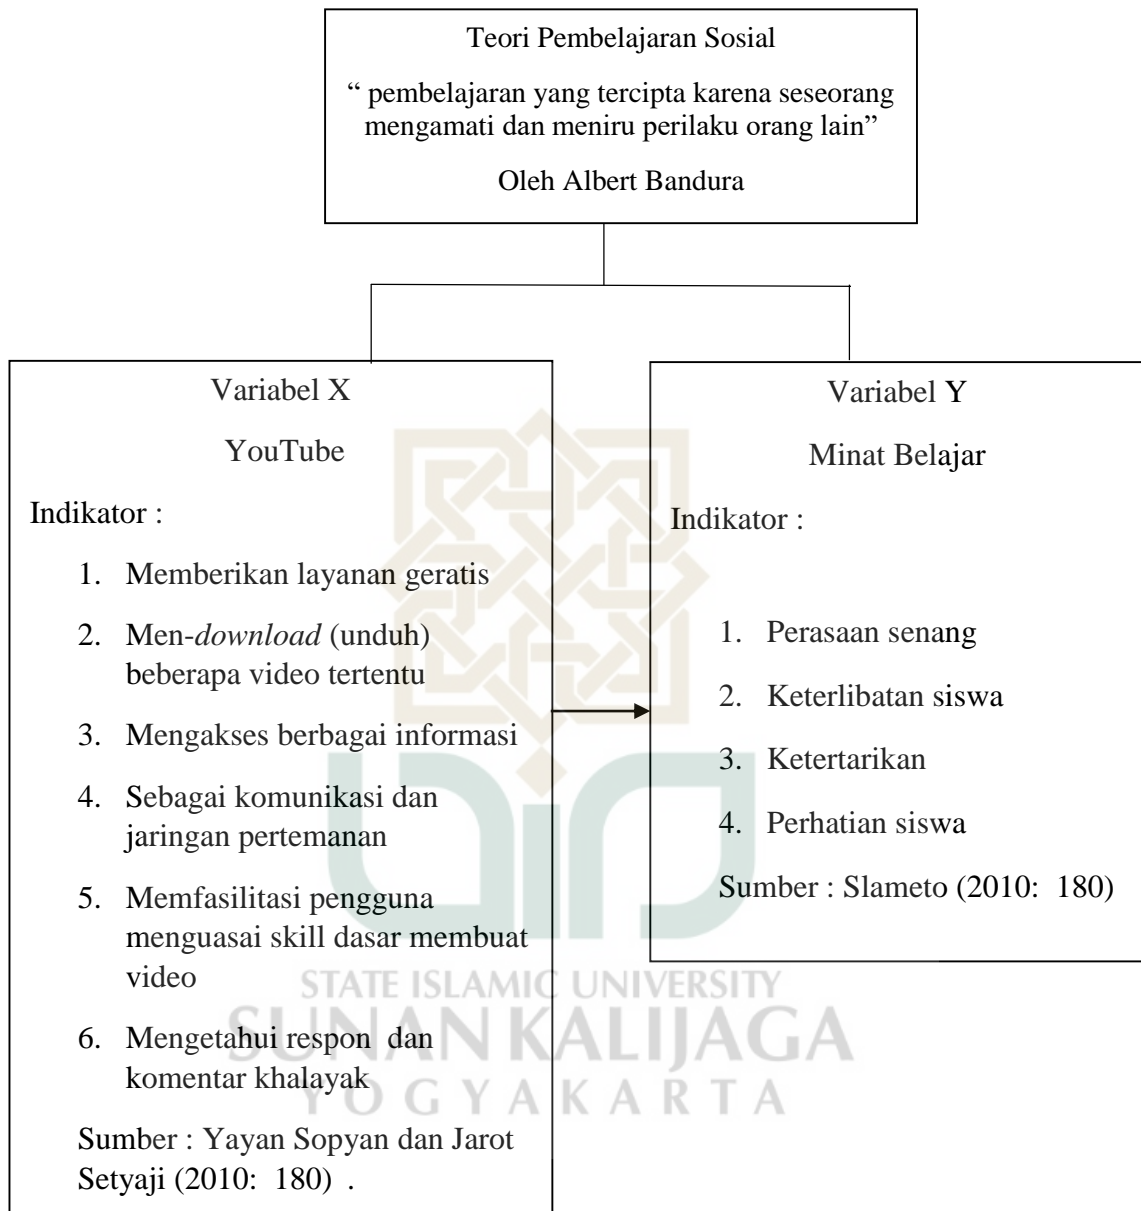 Teori Pembelajaran Sosial
“ pembelajaran yang tercipta karena seseorang
mengamati dan meniru perilaku orang lain”
Oleh Albert Bandura
Variabel X
YouTube
Indikator :
1. Memberikan layanan geratis
2. Men-download (unduh)
beberapa video tertentu
3. Mengakses berbagai informasi
4. Sebagai komunikasi dan
jaringan pertemanan
5. Memfasilitasi pengguna
menguasai skill dasar membuat
video
6. Mengetahui respon dan
komentar khalayak
Sumber : Yayan Sopyan dan Jarot
Setyaji (2010: 180) .
Variabel Y
Minat Belajar
Indikator :
1. Perasaan senang
2. Keterlibatan siswa
3. Ketertarikan
4. Perhatian siswa
Sumber : Slameto (2010: 180)
STATE ISLAMIC UNIVERSITY
SUNAN KALIJAGA
YOGYAKARTA